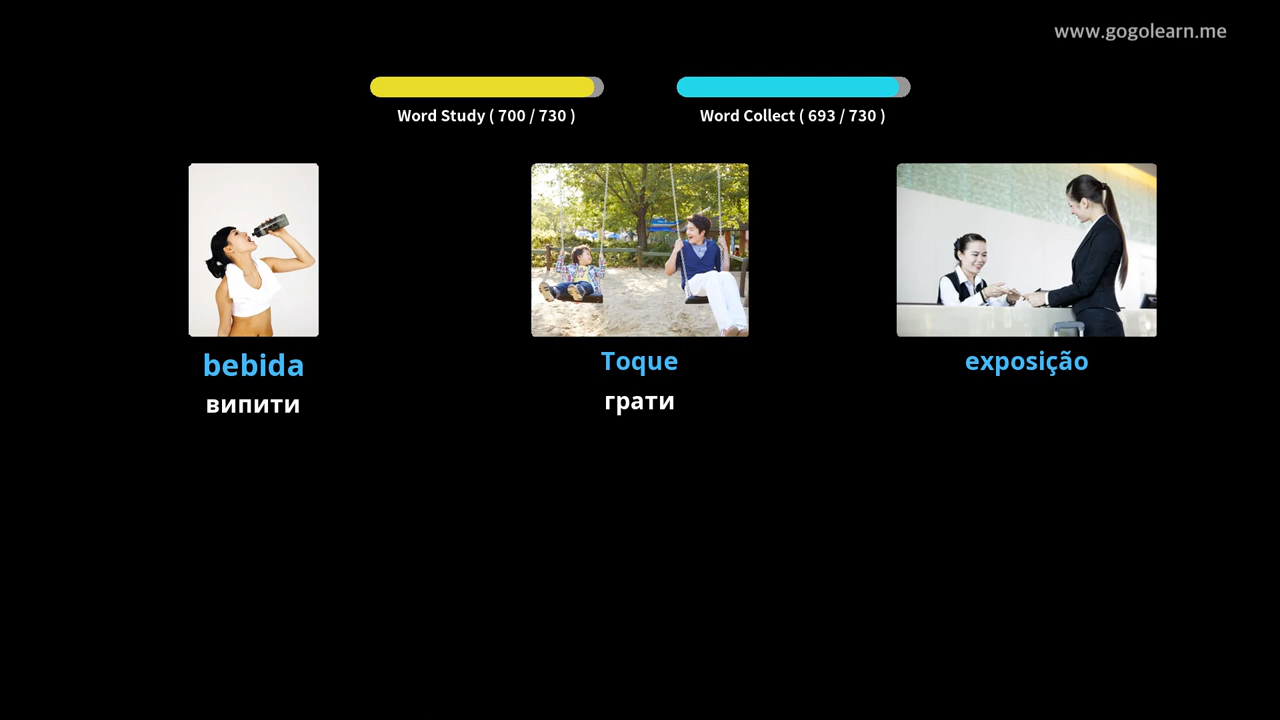 www.gogolearn.me
Word Study ( 700 / 730 )
Word Collect ( 693 / 730 )
bebida
випити
Toque
грати
exposição